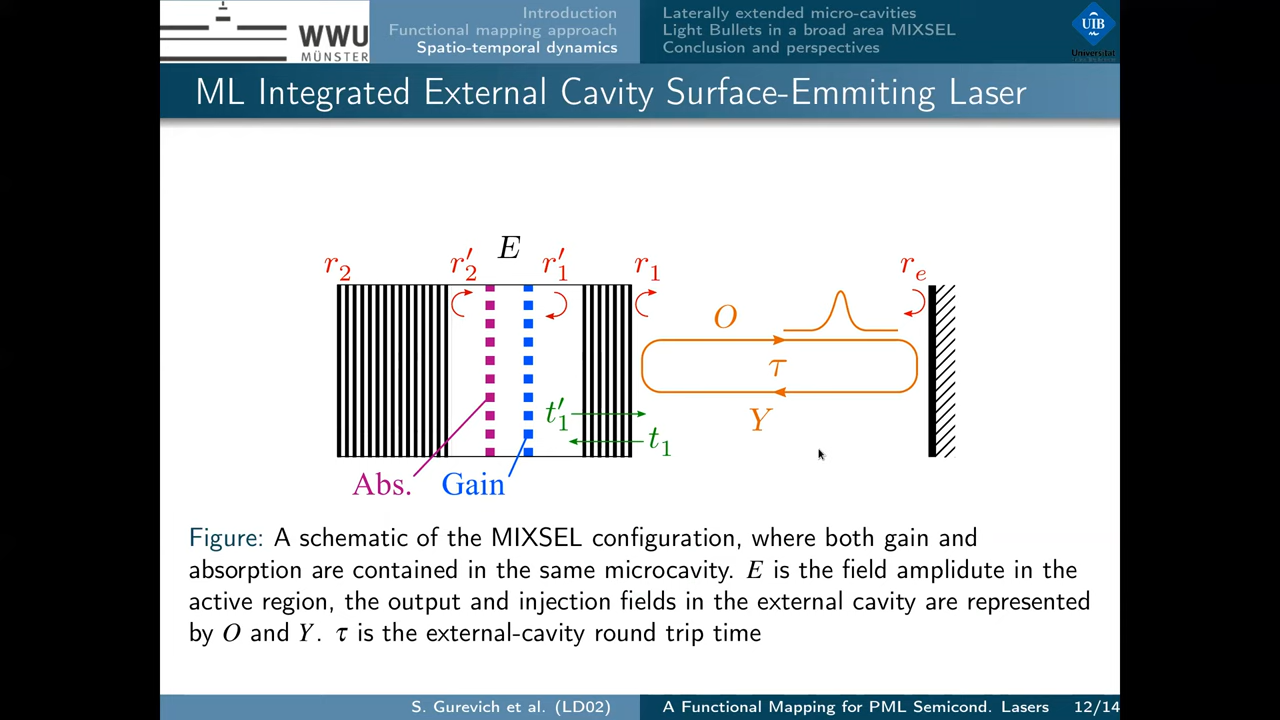 WWU
MÜNSTER
Introduction
Functional mapping approach
Spatio-temporal dynamics
Laterally extended micro-cavities
Light Bullets in a broad area MIXSEL
Conclusion and perspectives
UIB
Universitat
ML Integrated External Cavity Surface-Emmiting Laser
r₂ r′₂ E r′₁ r₁ rₑ
O
τ
Y
t′₁
t₁
Abs. Gain
Figure: A schematic of the MIXSEL configuration, where both gain and
absorption are contained in the same microcavity. E is the field amplidute in the
active region, the output and injection fields in the external cavity are represented
by O and Y. τ is the external-cavity round trip time
S. Gurevich et al. (LD02)
A Functional Mapping for PML Semicond. Lasers 12/14